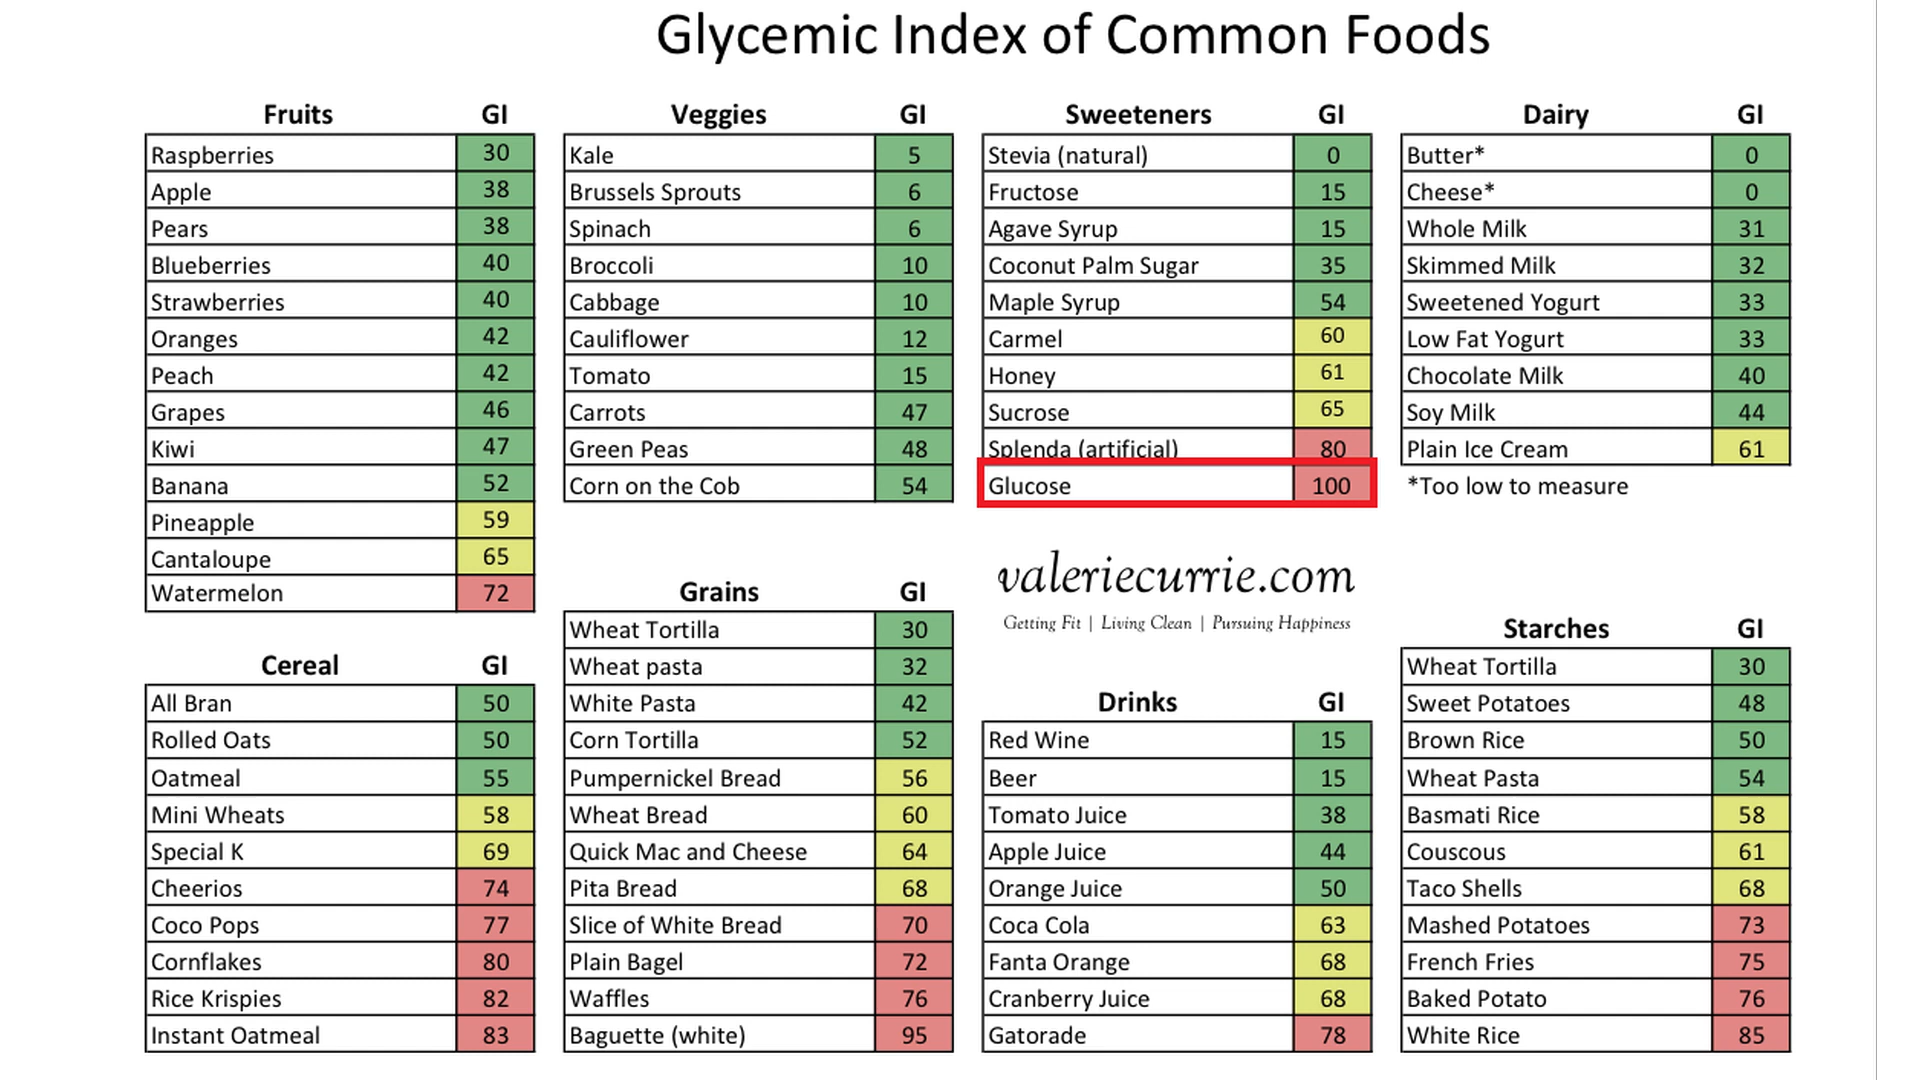 Glycemic Index of Common Foods
Fruits GI
Raspberries 30
Apple 38
Pears 38
Blueberries 40
Strawberries 40
Oranges 42
Peach 42
Grapes 46
Kiwi 47
Banana 52
Pineapple 59
Cantaloupe 65
Watermelon 72
Cereal GI
All Bran 50
Rolled Oats 50
Oatmeal 55
Mini Wheats 58
Special K 69
Cheerios 74
Coco Pops 77
Cornflakes 80
Rice Krispies 82
Instant Oatmeal 83
Veggies GI
Kale 5
Brussels Sprouts 6
Spinach 6
Broccoli 10
Cabbage 10
Cauliflower 12
Tomato 15
Carrots 47
Green Peas 48
Corn on the Cob 54
Grains GI
Wheat Tortilla 30
Wheat pasta 32
White Pasta 42
Corn Tortilla 52
Pumpernickel Bread 56
Wheat Bread 60
Quick Mac and Cheese 64
Pita Bread 68
Slice of White Bread 70
Plain Bagel 72
Waffles 76
Baguette (white) 95
Sweeteners GI
Stevia (natural) 0
Fructose 15
Agave Syrup 15
Coconut Palm Sugar 35
Maple Syrup 54
Carmel 60
Honey 61
Sucrose 65
Splenda (artificial) 80
Glucose 100
valeriecurrie.com
Getting Fit | Living Clean | Pursuing Happiness
Drinks GI
Red Wine 15
Beer 15
Tomato Juice 38
Apple Juice 44
Orange Juice 50
Coca Cola 63
Fanta Orange 68
Cranberry Juice 68
Gatorade 78
Dairy GI
Butter* 0
Cheese* 0
Whole Milk 31
Skimmed Milk 32
Sweetened Yogurt 33
Low Fat Yogurt 33
Chocolate Milk 40
Soy Milk 44
Plain Ice Cream 61
*Too low to measure
Starches GI
Wheat Tortilla 30
Sweet Potatoes 48
Brown Rice 50
Wheat Pasta 54
Basmati Rice 58
Couscous 61
Taco Shells 68
Mashed Potatoes 73
French Fries 75
Baked Potato 76
White Rice 85